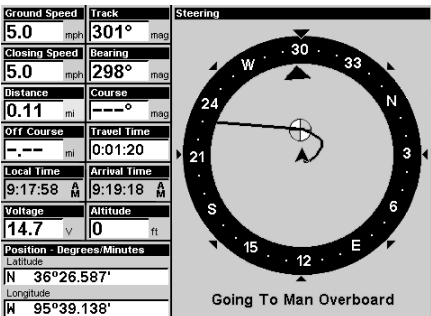 Ground Speed
5.0 mph
Track
301° mag
Closing Speed
5.0 mph
Bearing
298° mag
Distance
0.11 mi
Course
---° mag
Off Course
-.-- mi
Travel Time
0:01:20
Local Time
9:17:58 AM
Arrival Time
9:19:18 AM
Voltage
14.7 V
Altitude
0 ft
Position - Degrees/Minutes
Latitude
N 36°26.587'
Longitude
W 95°39.138'
Steering
30
33
N
3
6
E
12
15
S
21
24
W
Going To Man Overboard